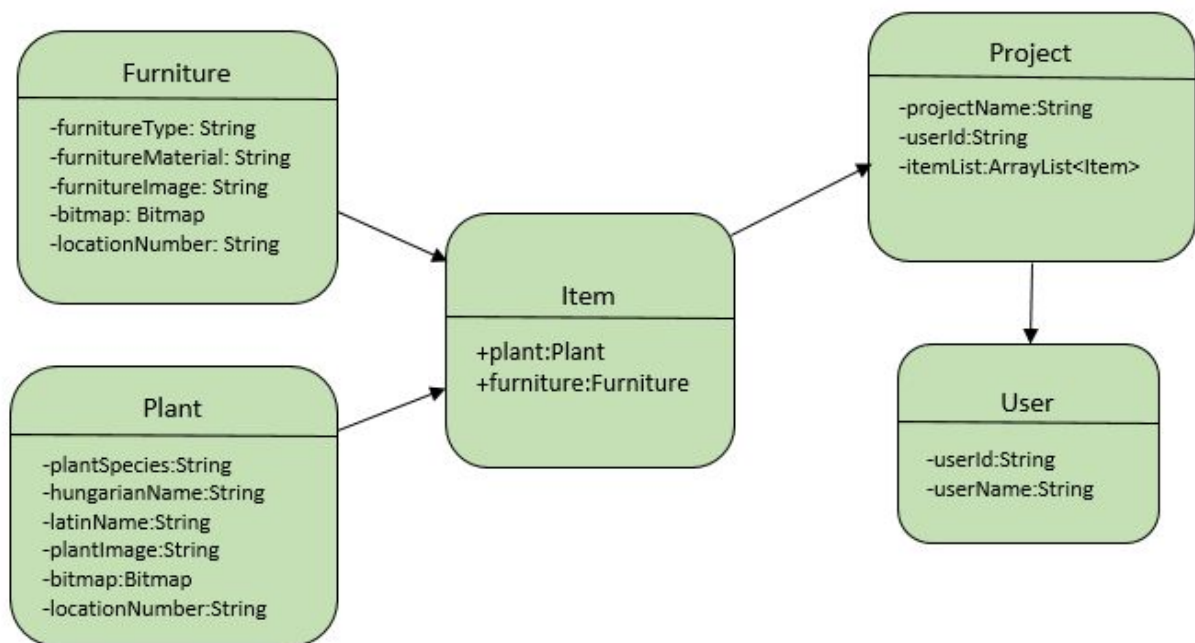 Furniture
-furnitureType: String
-furnitureMaterial: String
-furnitureImage: String
-bitmap: Bitmap
-locationNumber: String
Plant
-plantSpecies:String
-hungarianName:String
-latinName:String
-plantImage:String
-bitmap:Bitmap
-locationNumber:String
Item
+plant:Plant
+furniture:Furniture
Project
-projectName:String
-userId:String
-itemList:ArrayList<Item>
User
-userId:String
-userName:String